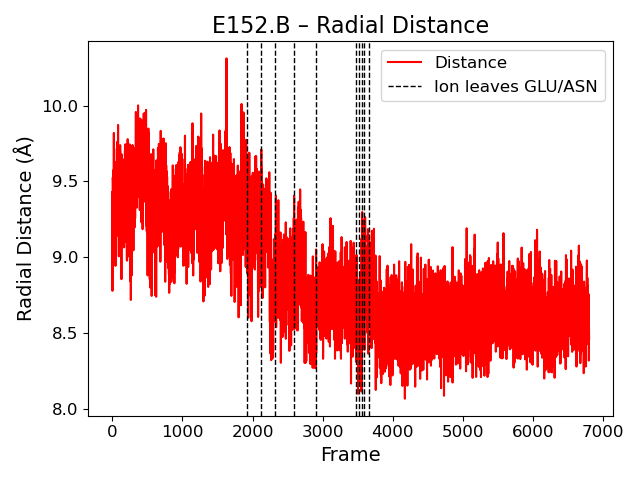 E152.B – Radial Distance
Distance
Ion leaves GLU/ASN
Radial Distance (Å)
10.0
9.5
9.0
8.5
8.0
0 1000 2000 3000 4000 5000 6000 7000
Frame